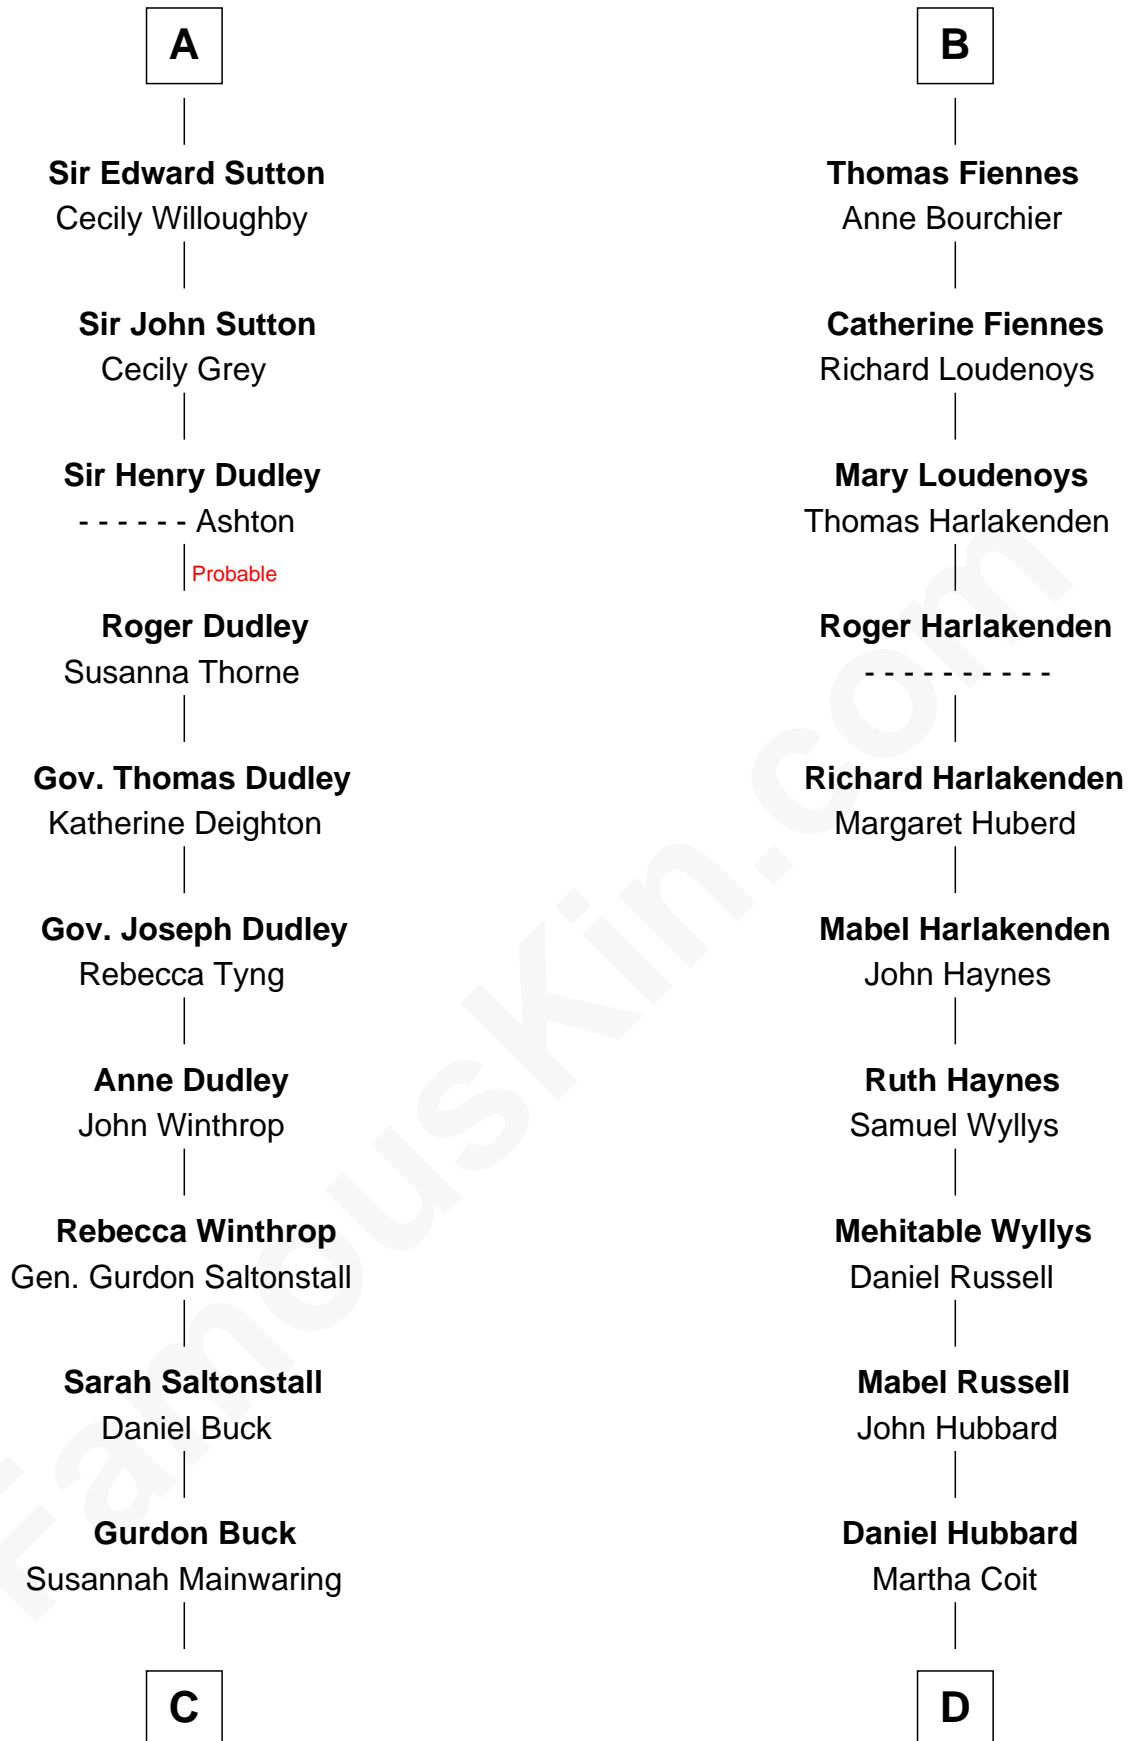 A
Sir Edward Sutton
Cecily Willoughby
Sir John Sutton
Cecily Grey
Sir Henry Dudley
- - - - - - Ashton
Probable
Roger Dudley
Susanna Thorne
Gov. Thomas Dudley
Katherine Deighton
Gov. Joseph Dudley
Rebecca Tyng
Anne Dudley
John Winthrop
Rebecca Winthrop
Gen. Gurdon Saltonstall
Sarah Saltonstall
Daniel Buck
Gurdon Buck
Susannah Mainwaring
C
B
Thomas Fiennes
Anne Bourchier
Catherine Fiennes
Richard Loudenoys
Mary Loudenoys
Thomas Harlakenden
Roger Harlakenden
- - - - - - - - - -
Richard Harlakenden
Margaret Huberd
Mabel Harlakenden
John Haynes
Ruth Haynes
Samuel Wyllys
Mehitable Wyllys
Daniel Russell
Mabel Russell
John Hubbard
Daniel Hubbard
Martha Coit
D
FamousKin.com